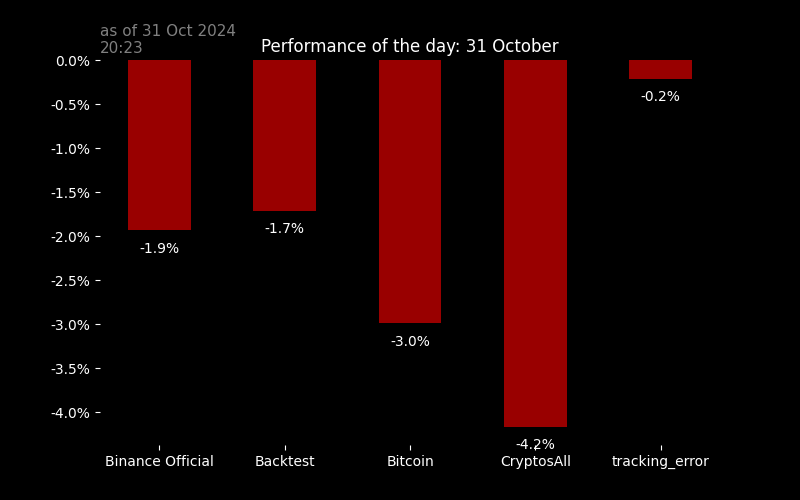 as of 31 Oct 2024
20:23
Performance of the day: 31 October
0.0%
-0.5%
-1.0%
-1.5%
-2.0%
-2.5%
-3.0%
-3.5%
-4.0%
-1.9%
-1.7%
-3.0%
-4.2%
-0.2%
Binance Official
Backtest
Bitcoin
CryptosAll
tracking_error